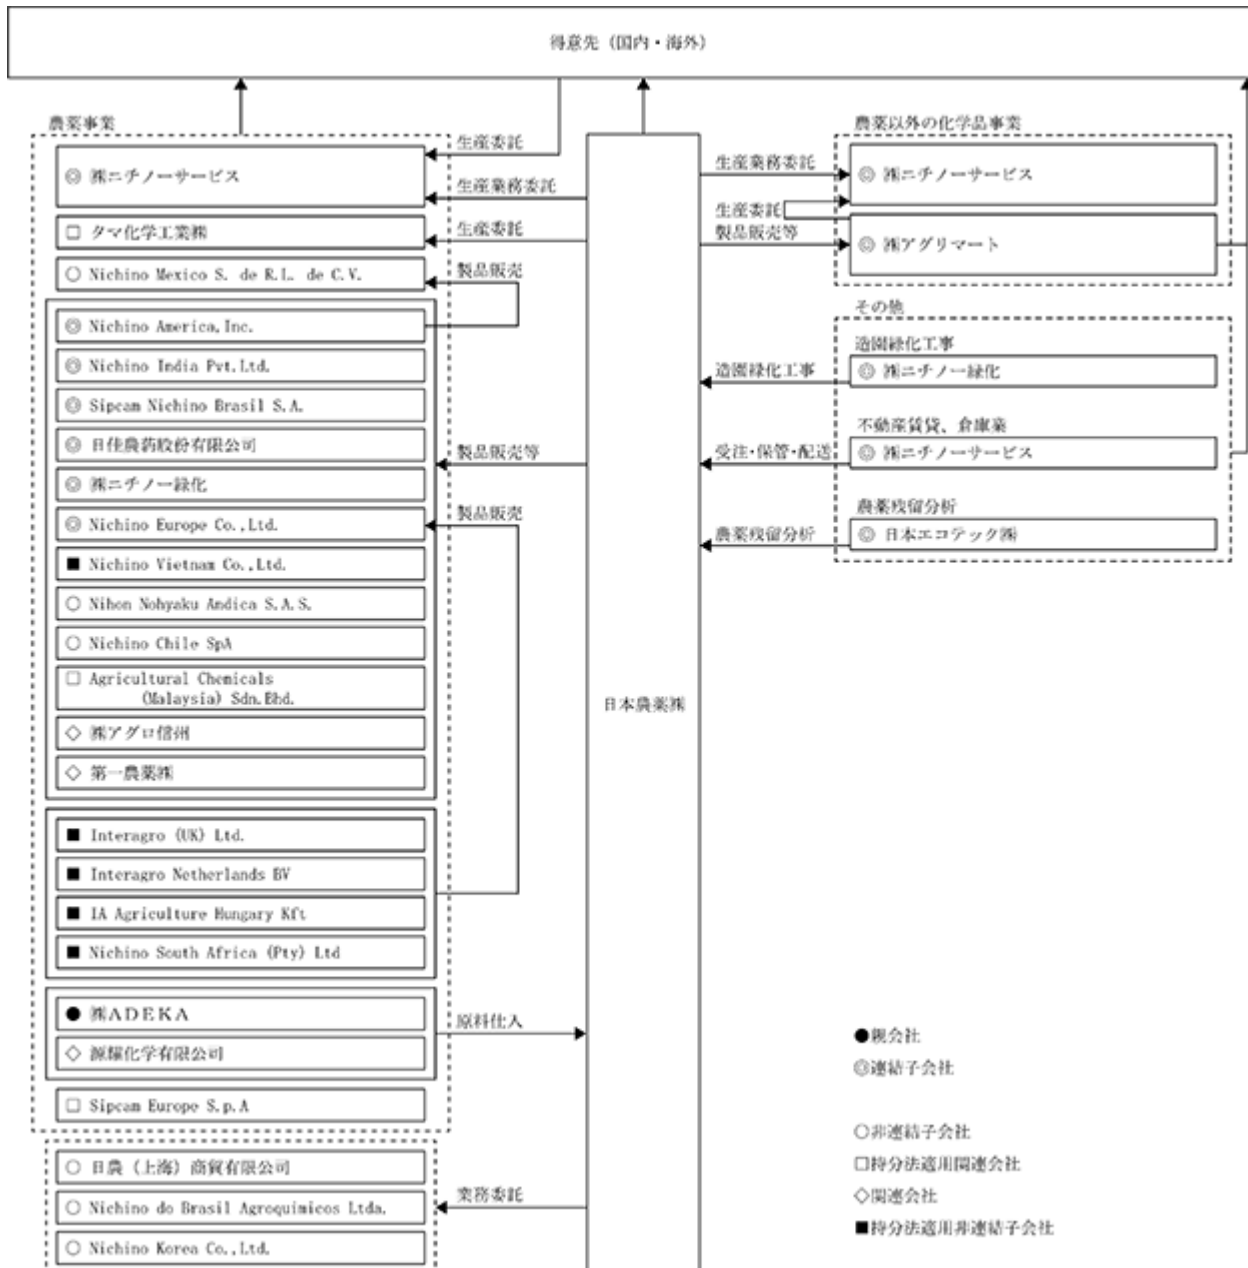 得意先（国内・海外）
農薬事業
◎ ㈱ニチノーサービス
□ タマ化学工業㈱
○ Nichino Mexico S. de R.L. de C.V.
◎ Nichino America,Inc.
◎ Nichino India Pvt.Ltd.
◎ Sipcam Nichino Brasil S.A.
◎ 日佳農葯股份有限公司
◎ ㈱ニチノー緑化
◎ Nichino Europe Co.,Ltd.
■ Nichino Vietnam Co.,Ltd.
○ Nihon Nohyaku Andica S.A.S.
○ Nichino Chile SpA
□ Agricultural Chemicals
(Malaysia) Sdn.Bhd.
◇ ㈱アグロ信州
◇ 第一農薬㈱
■ Interagro (UK) Ltd.
■ Interagro Netherlands BV
■ IA Agriculture Hungary Kft
■ Nichino South Africa (Pty) Ltd
● ㈱ＡＤＥＫＡ
◇ 源耀化学有限公司
□ Sipcam Europe S.p.A
○ 日農（上海）商貿有限公司
○ Nichino do Brasil Agroquimicos Ltda.
○ Nichino Korea Co.,Ltd.
生産委託
生産業務委託
生産委託
製品販売
製品販売等
製品販売
原料仕入
業務委託
日本農薬㈱
生産業務委託
生産委託
製品販売等
造園緑化工事
受注・保管・配送
農薬残留分析
農薬以外の化学品事業
◎ ㈱ニチノーサービス
◎ ㈱アグリマート
その他
造園緑化工事
◎ ㈱ニチノー緑化
不動産賃貸、倉庫業
◎ ㈱ニチノーサービス
農薬残留分析
◎ 日本エコテック㈱
●親会社
◎連結子会社
○非連結子会社
□持分法適用関連会社
◇関連会社
■持分法適用非連結子会社